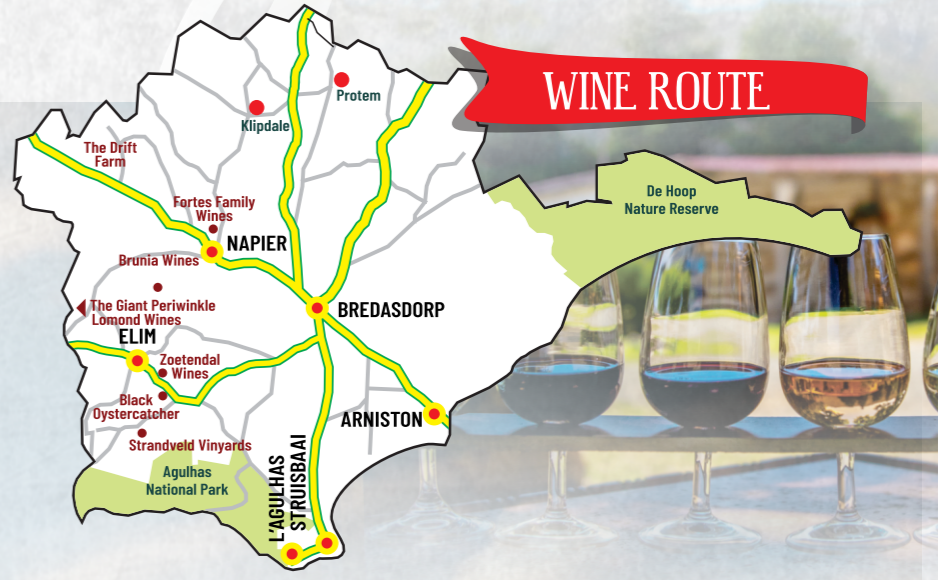 WINE ROUTE
Protem
Klipdale
The Drift
Farm
De Hoop
Nature Reserve
Fortes Family
Wines
NAPIER
Brunia Wines
The Giant Periwinkle
Lomond Wines
BREDASDORP
ELIM
Zoetendal
Wines
Black
Oystercatcher
ARNISTON
Strandveld Vinyards
Agulhas
National Park
L'AGULHAS
STRUISBAAI